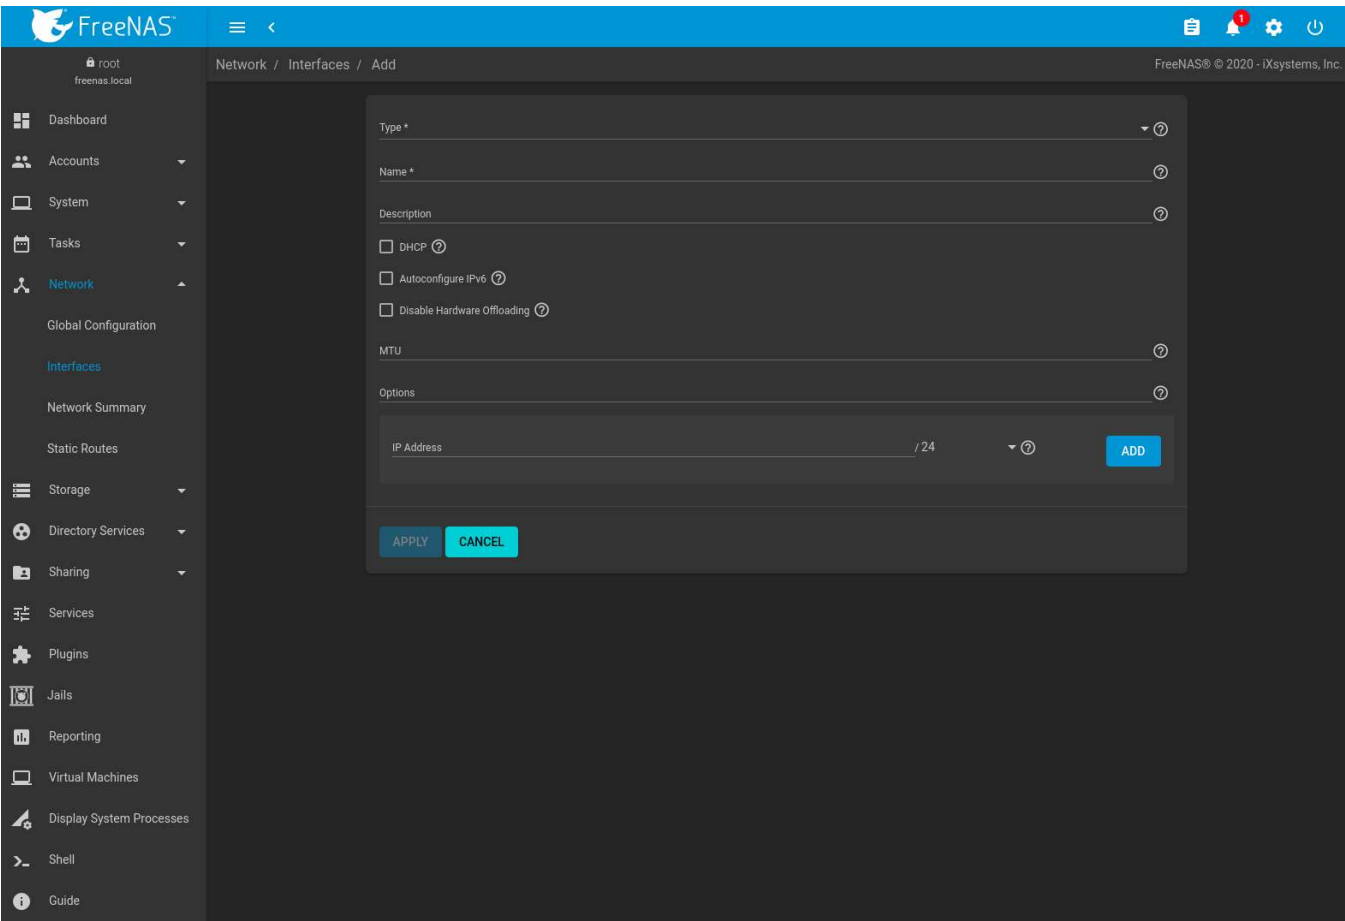 FreeNAS®
1
root
freenas.local
Network / Interfaces / Add
FreeNAS® © 2020 - iXsystems, Inc.
Dashboard
Accounts
System
Tasks
Network
Global Configuration
Interfaces
Network Summary
Static Routes
Storage
Directory Services
Sharing
Services
Plugins
Jails
Reporting
Virtual Machines
Display System Processes
Shell
Guide
Type *
Name *
Description
DHCP
Autoconfigure IPv6
Disable Hardware Offloading
MTU
Options
IP Address / 24
ADD
APPLY CANCEL